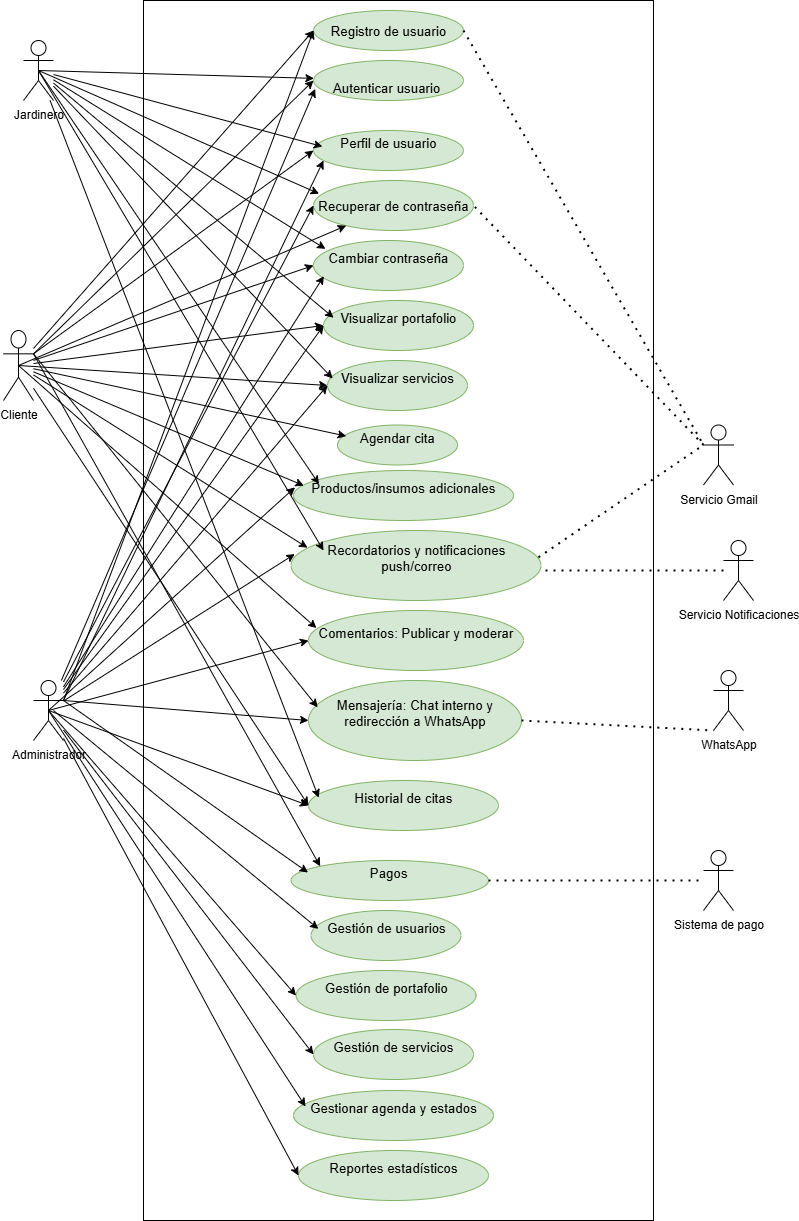 Registro de usuario
Autenticar usuario
Jardinero
Perfil de usuario
Recuperar de contraseña
Cambiar contraseña
Visualizar portafolio
Visualizar servicios
Cliente
Agendar cita
Productos/insumos adicionales
Servicio Gmail
Recordatorios y notificaciones
push/correo
Servicio Notificaciones
Comentarios: Publicar y moderar
Mensajería: Chat interno y
redirección a WhatsApp
WhatsApp
Administrador
Historial de citas
Pagos
Sistema de pago
Gestión de usuarios
Gestión de portafolio
Gestión de servicios
Gestionar agenda y estados
Reportes estadísticos